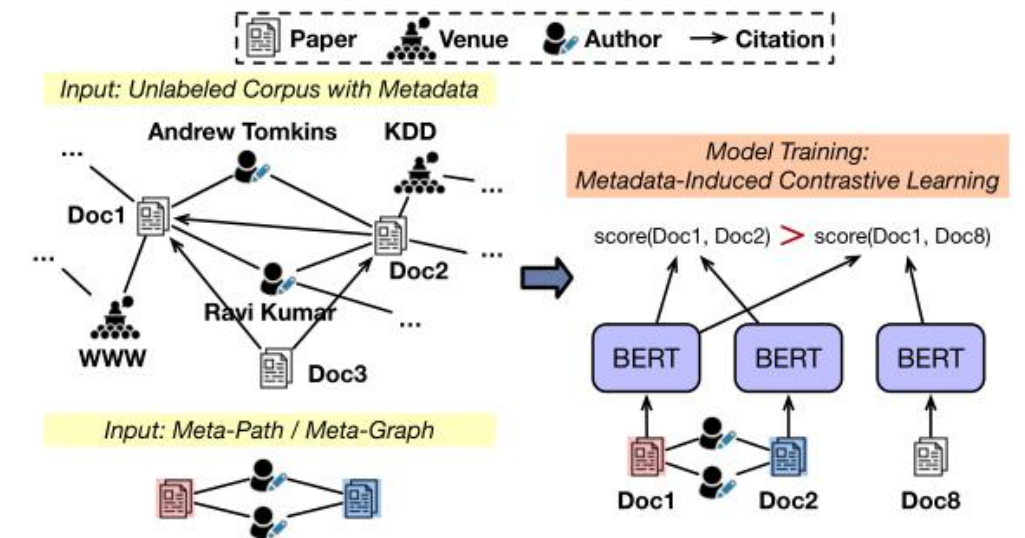 Paper Venue Author Citation
Input: Unlabeled Corpus with Metadata
Andrew Tomkins KDD
...
Doc1
...
Doc2
...
...
Ravi Kumar
...
WWW
Doc3
Input: Meta-Path / Meta-Graph
Model Training:
Metadata-Induced Contrastive Learning
score(Doc1, Doc2) > score(Doc1, Doc8)
BERT BERT BERT
Doc1 Doc2 Doc8